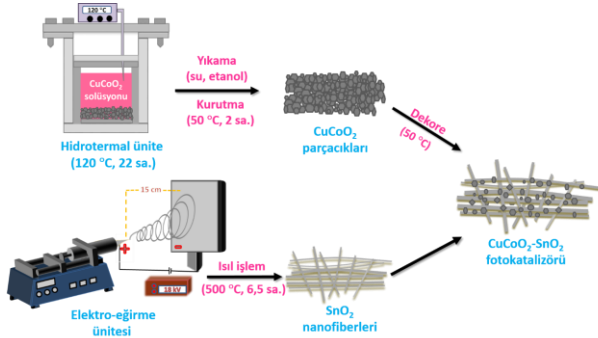 120 °C
CuCoO₂
solüsyonu
Hidrotermal ünite
(120 °C, 22 sa.)
Yıkama
(su, etanol)
Kurutma
(50 °C, 2 sa.)
CuCoO₂
parçacıkları
Dekore
(50 °C)
CuCoO₂-SnO₂
fotokatalizörü
15 cm
+
-
18 kV
Elektro-eğirme
ünitesi
Isıl işlem
(500 °C, 6,5 sa.)
SnO₂
nanofiberleri